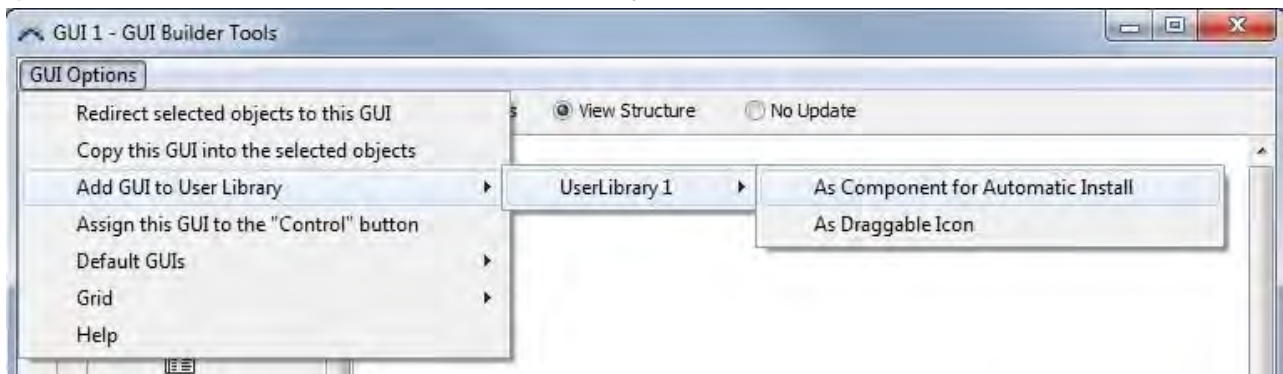 GUI 1 - GUI Builder Tools
GUI Options
Redirect selected objects to this GUI
View Structure
No Update
Copy this GUI into the selected objects
Add GUI to User Library
UserLibrary 1
As Component for Automatic Install
Assign this GUI to the "Control" button
As Draggable Icon
Default GUIs
Grid
Help